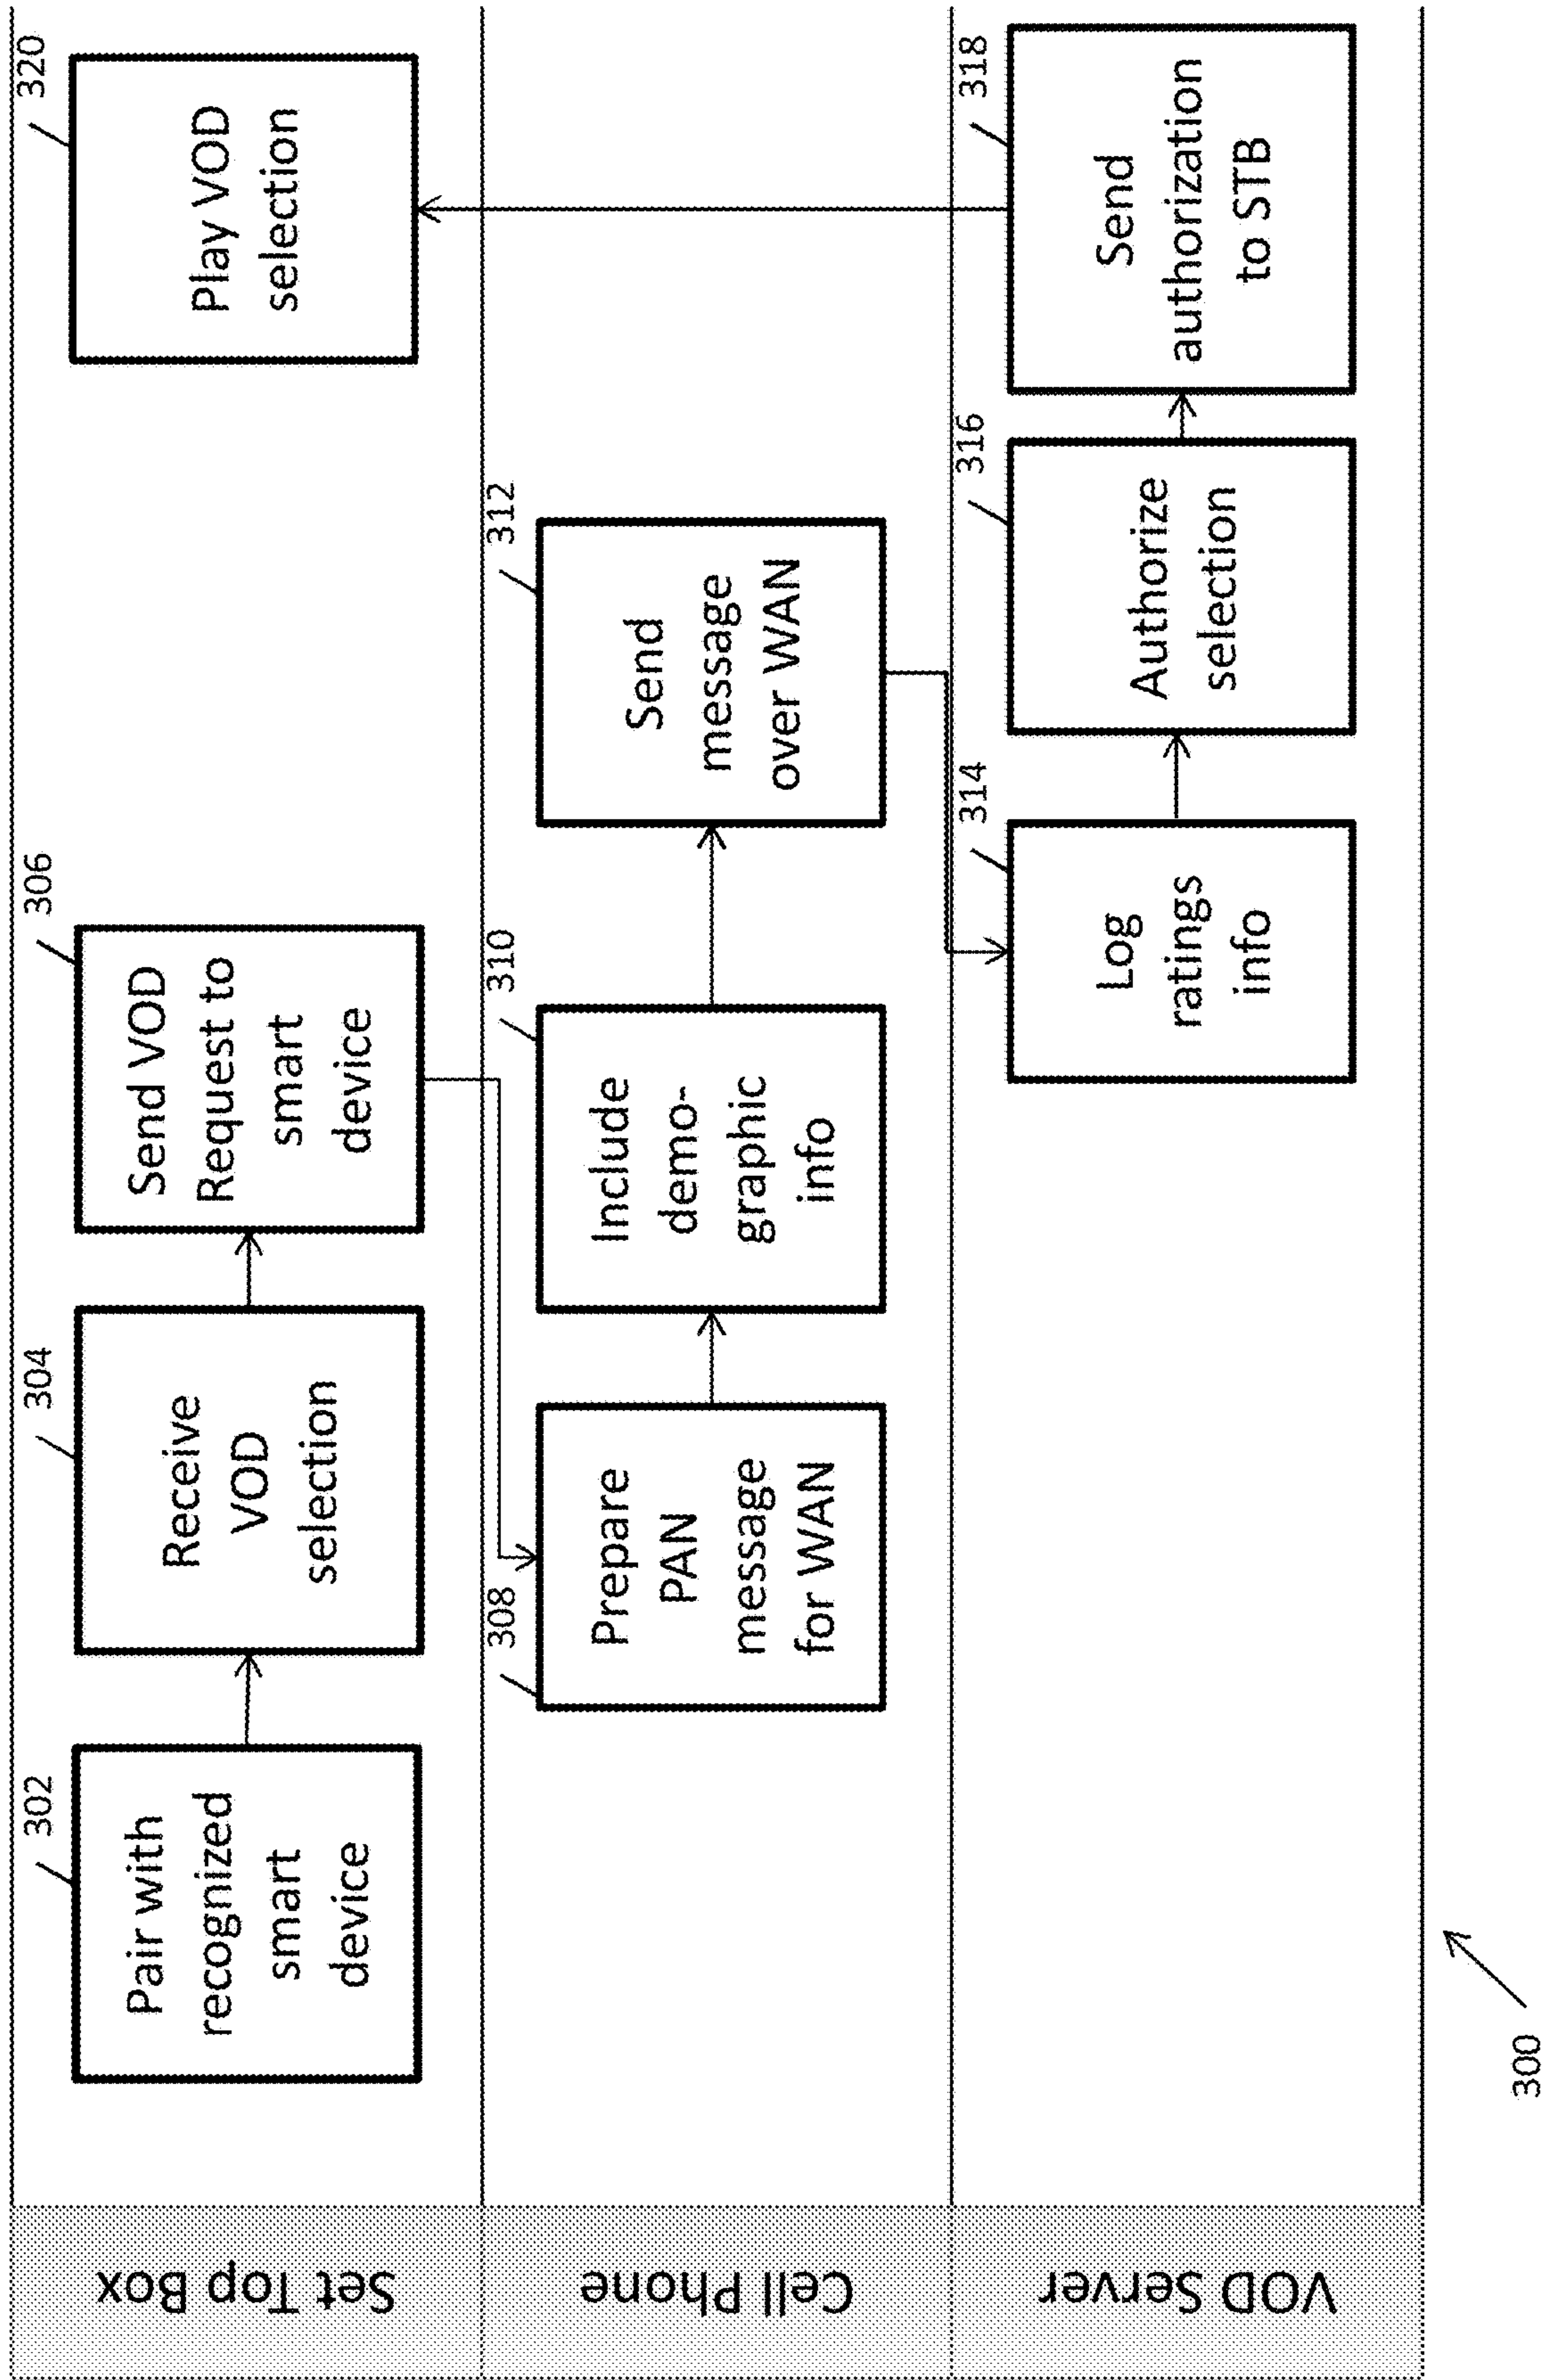 Set Top Box
302
Pair with
recognized
smart
device
304
Receive
VOD
selection
306
Send VOD
Request to
smart
device
320
Play VOD
selection
Cell Phone
308
Prepare
PAN
message
for WAN
310
Include
demo-
graphic
info
312
Send
message
over WAN
VOD Server
314
Log
ratings
info
316
Authorize
selection
318
Send
authorization
to STB
300